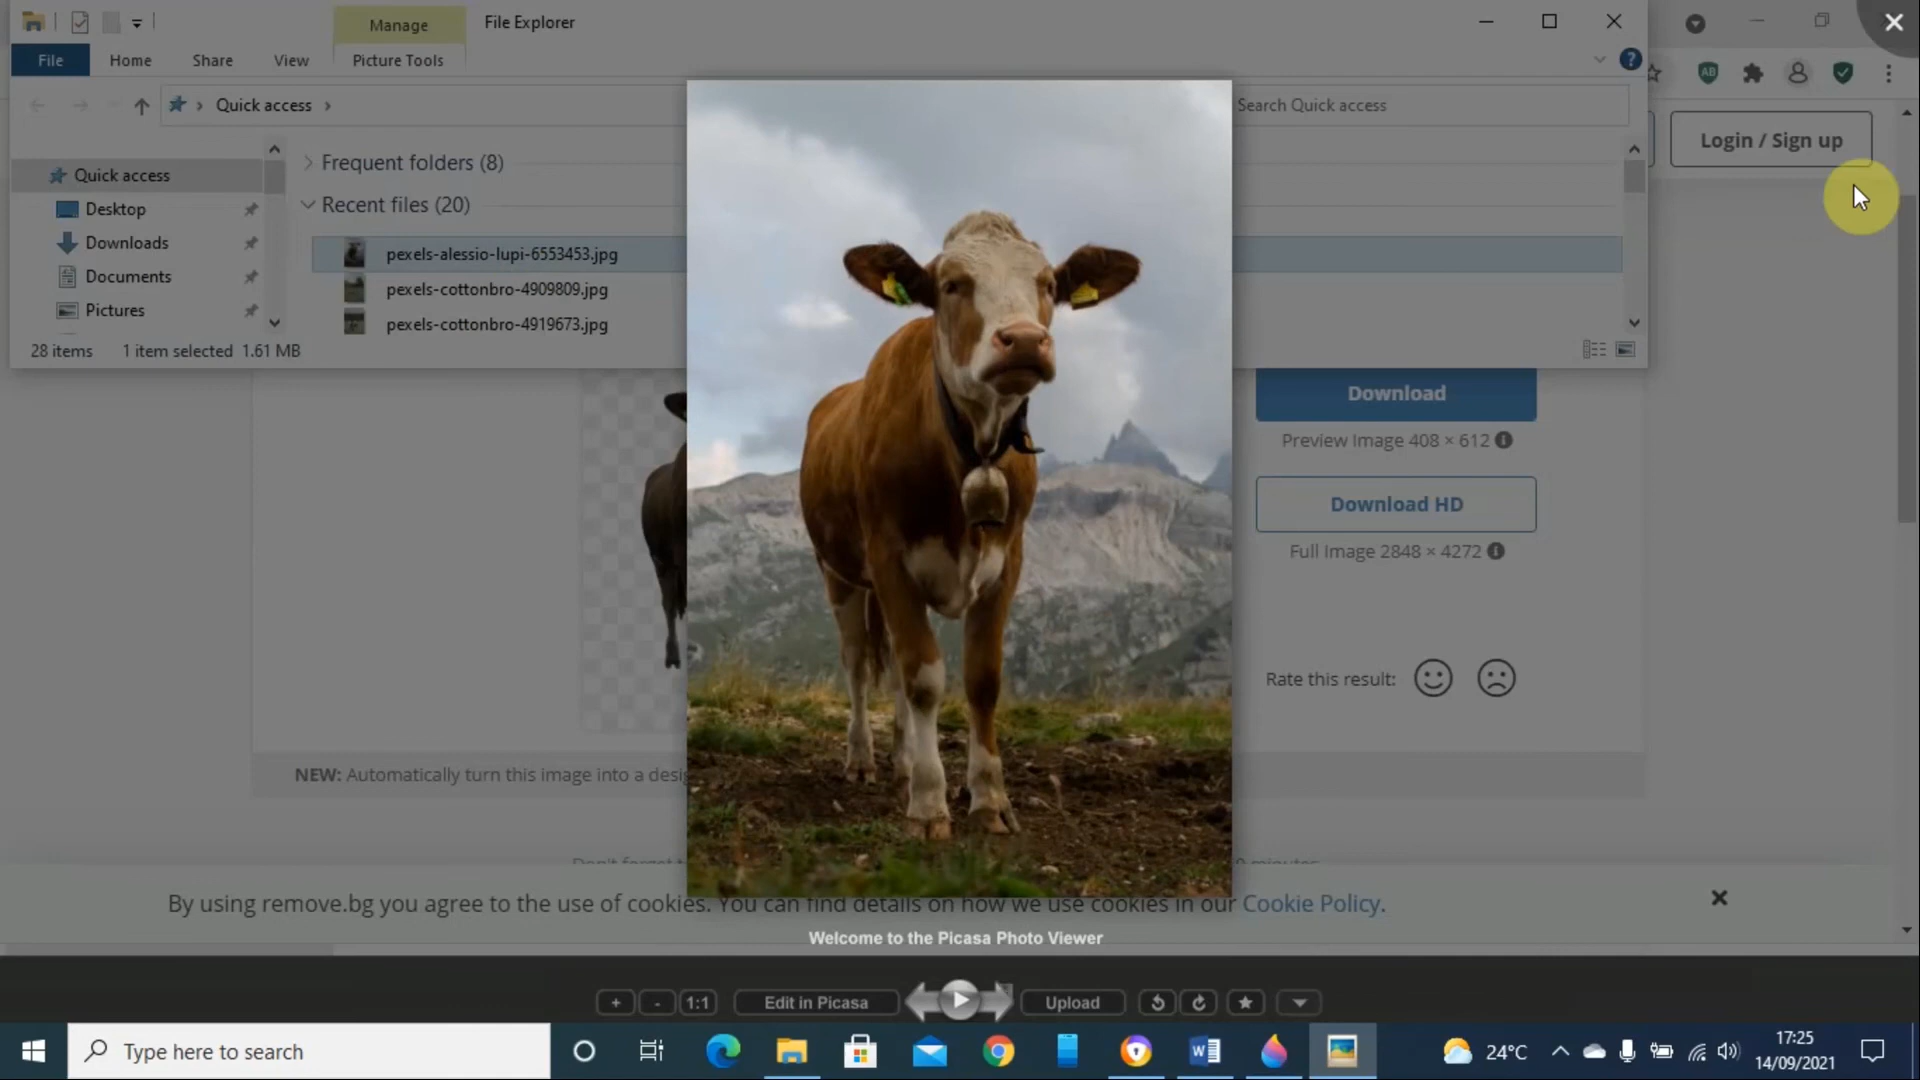 Manage
File Explorer
File
Home
Share
View
Picture Tools
Quick access
Search Quick access
Login / Sign up
Frequent folders (8)
Quick access
Recent files (20)
Desktop
Downloads
pexels-alessio-lupi-6553453.jpg
Documents
pexels-cottonbro-4909809.jpg
Pictures
pexels-cottonbro-4919673.jpg
28 items
1 item selected 1.61 MB
Download
Preview Image 408 × 612
Download HD
Full Image 2848 × 4272
Rate this result:
NEW: Automatically turn this image into a
By using remove.bg you agree to the use of cookies. You can find details on how we use cookies in our Cookie Policy.
Welcome to the Picasa Photo Viewer
+
-
1:1
Edit in Picasa
Upload
Type here to search
24°C
17:25
14/09/2021